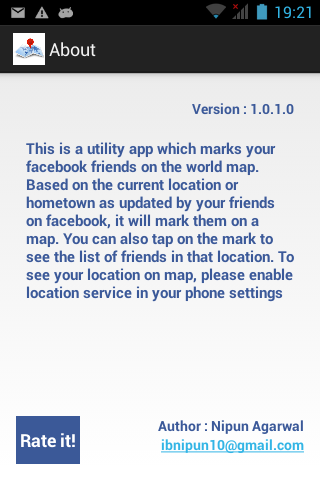 19:21
About
Version : 1.0.1.0
This is a utility app which marks your
facebook friends on the world map.
Based on the current location or
hometown as updated by your friends
on facebook, it will mark them on a
map. You can also tap on the mark to
see the list of friends in that location. To
see your location on map, please enable
location service in your phone settings
Rate it!
Author : Nipun Agarwal
ibnipun10@gmail.com